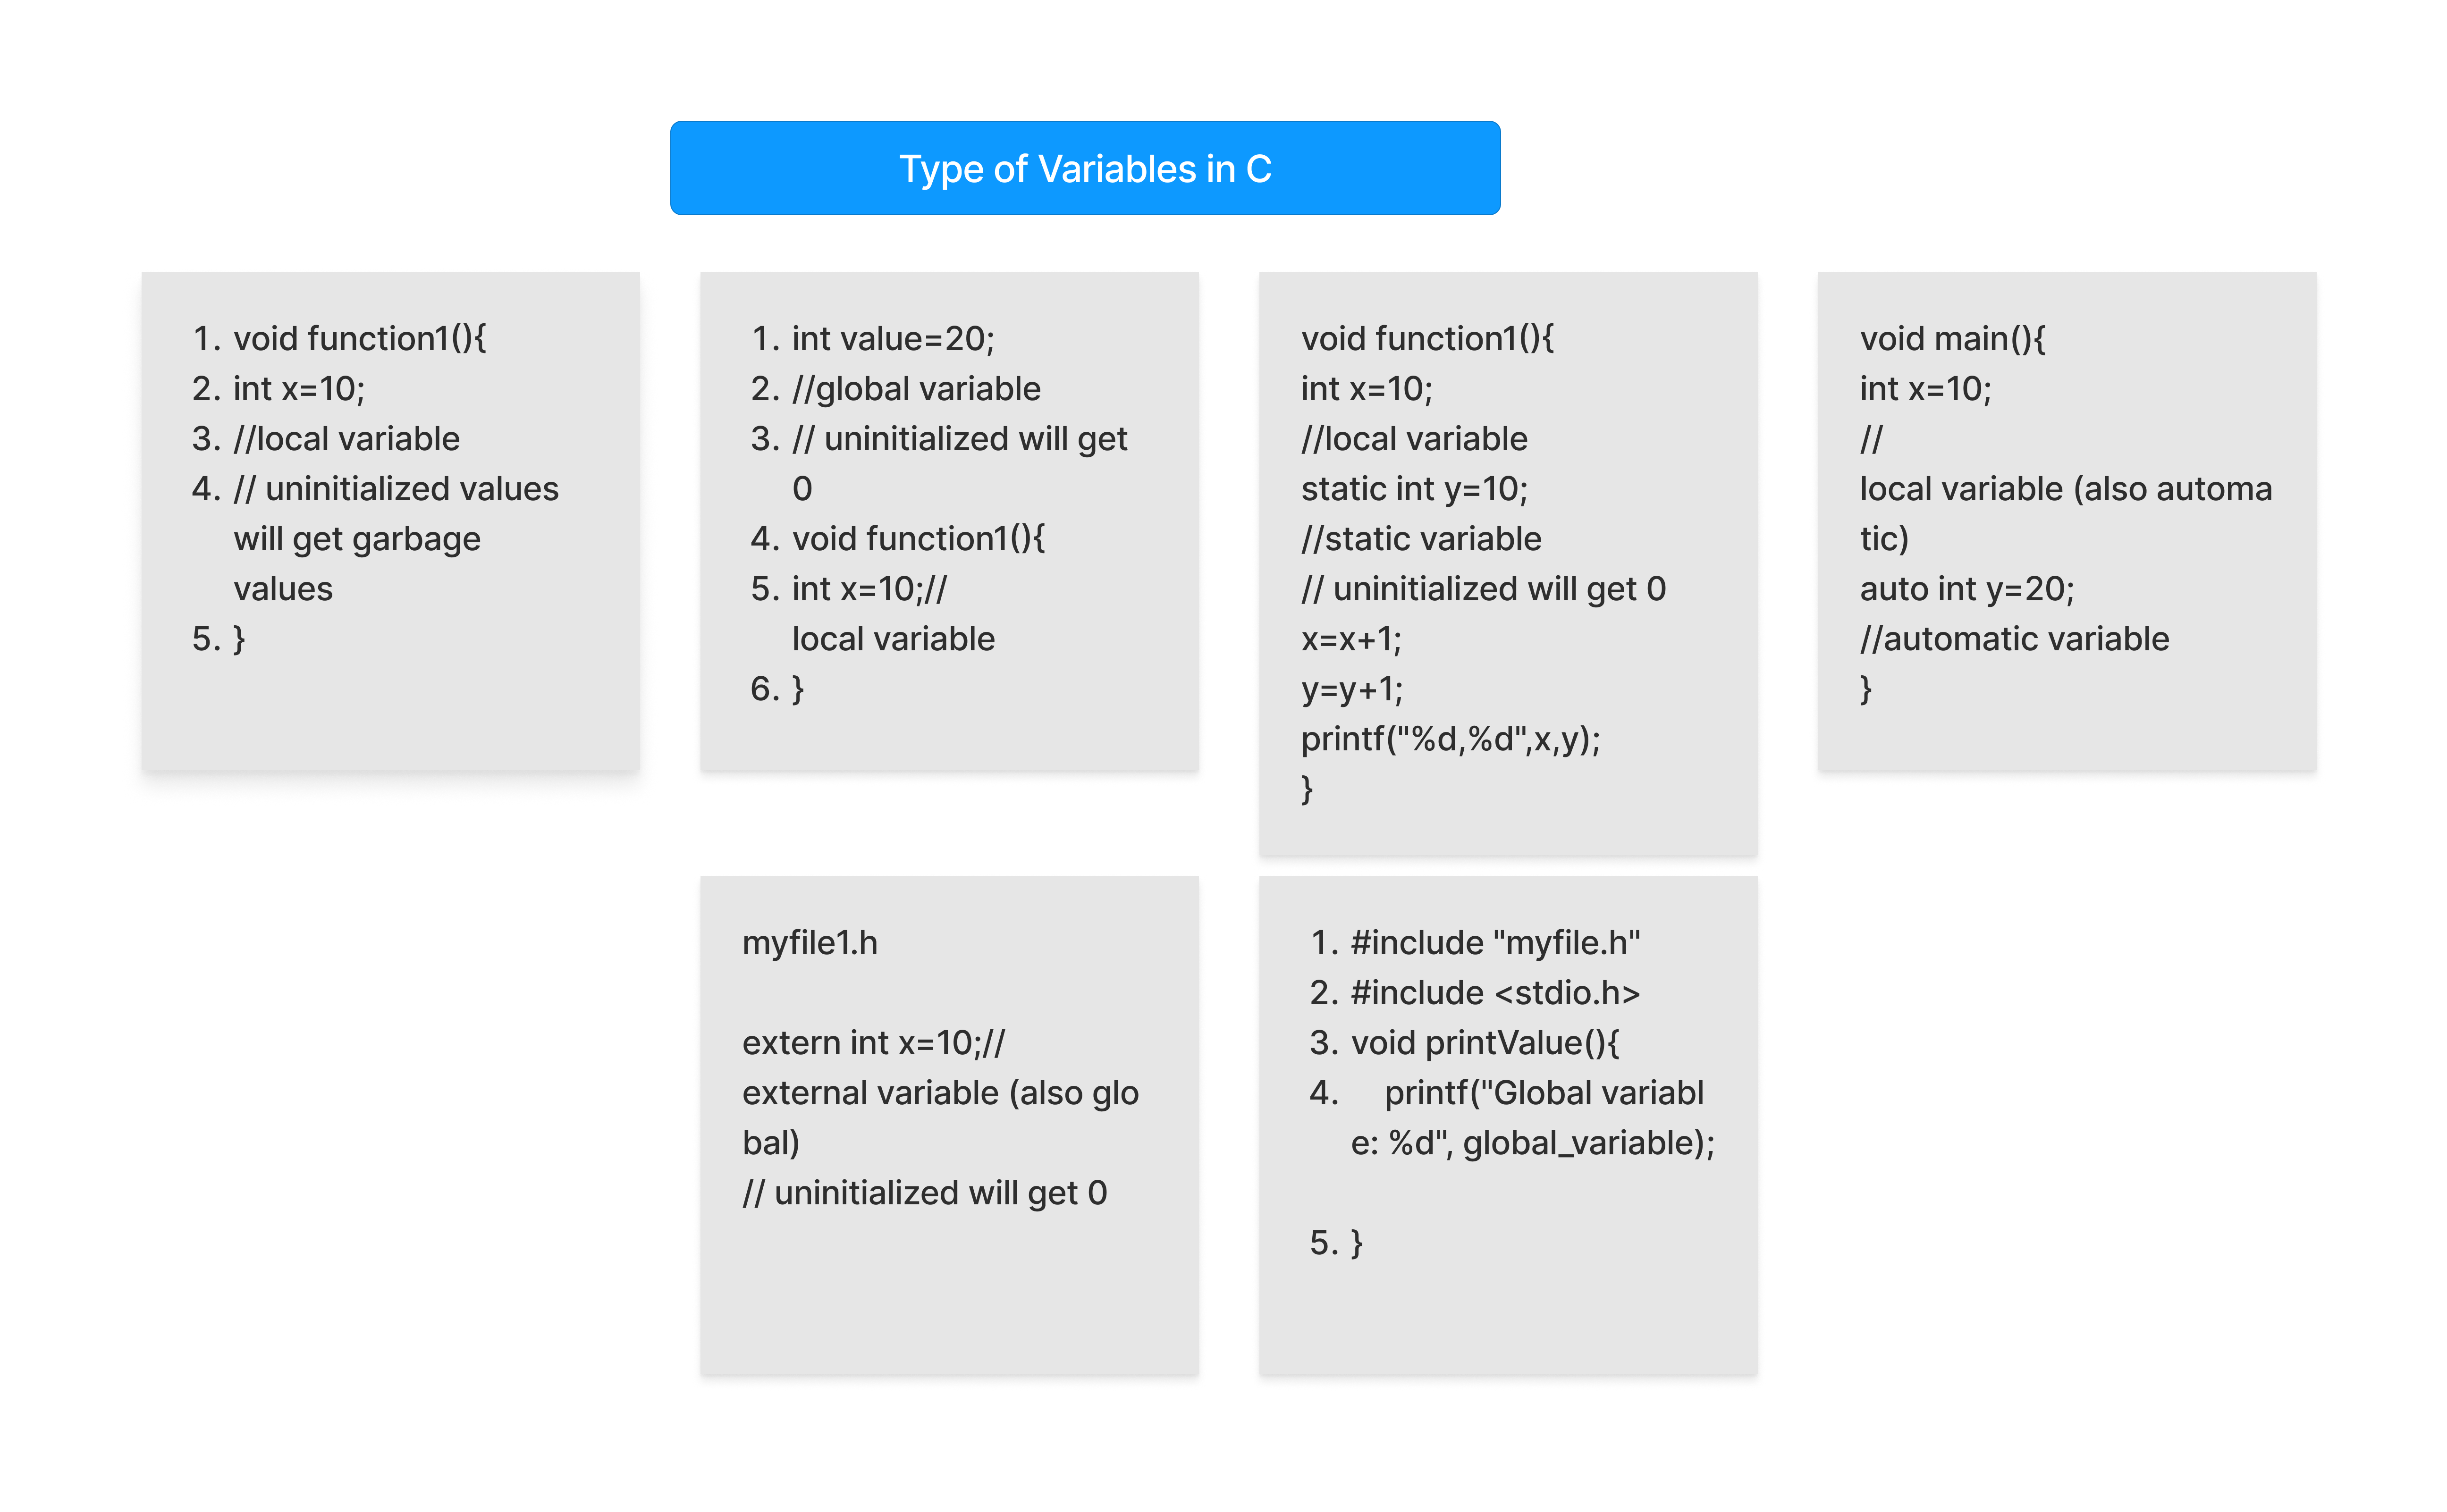 Type of Variables in C
1. void function1(){
2. int x=10;
3. //local variable
4. // uninitialized values
will get garbage
values
5. }
1. int value=20;
2. //global variable
3. // uninitialized will get
0
4. void function1(){
5. int x=10;//
local variable
6. }
void function1(){
int x=10;
//local variable
static int y=10;
//static variable
// uninitialized will get 0
x=x+1;
y=y+1;
printf("%d,%d",x,y);
}
void main(){
int x=10;
//
local variable (also automa
tic)
auto int y=20;
//automatic variable
}
myfile1.h
extern int x=10;//
external variable (also glo
bal)
// uninitialized will get 0
1. #include "myfile.h"
2. #include <stdio.h>
3. void printValue(){
4. printf("Global variabl
e: %d", global_variable);
5. }